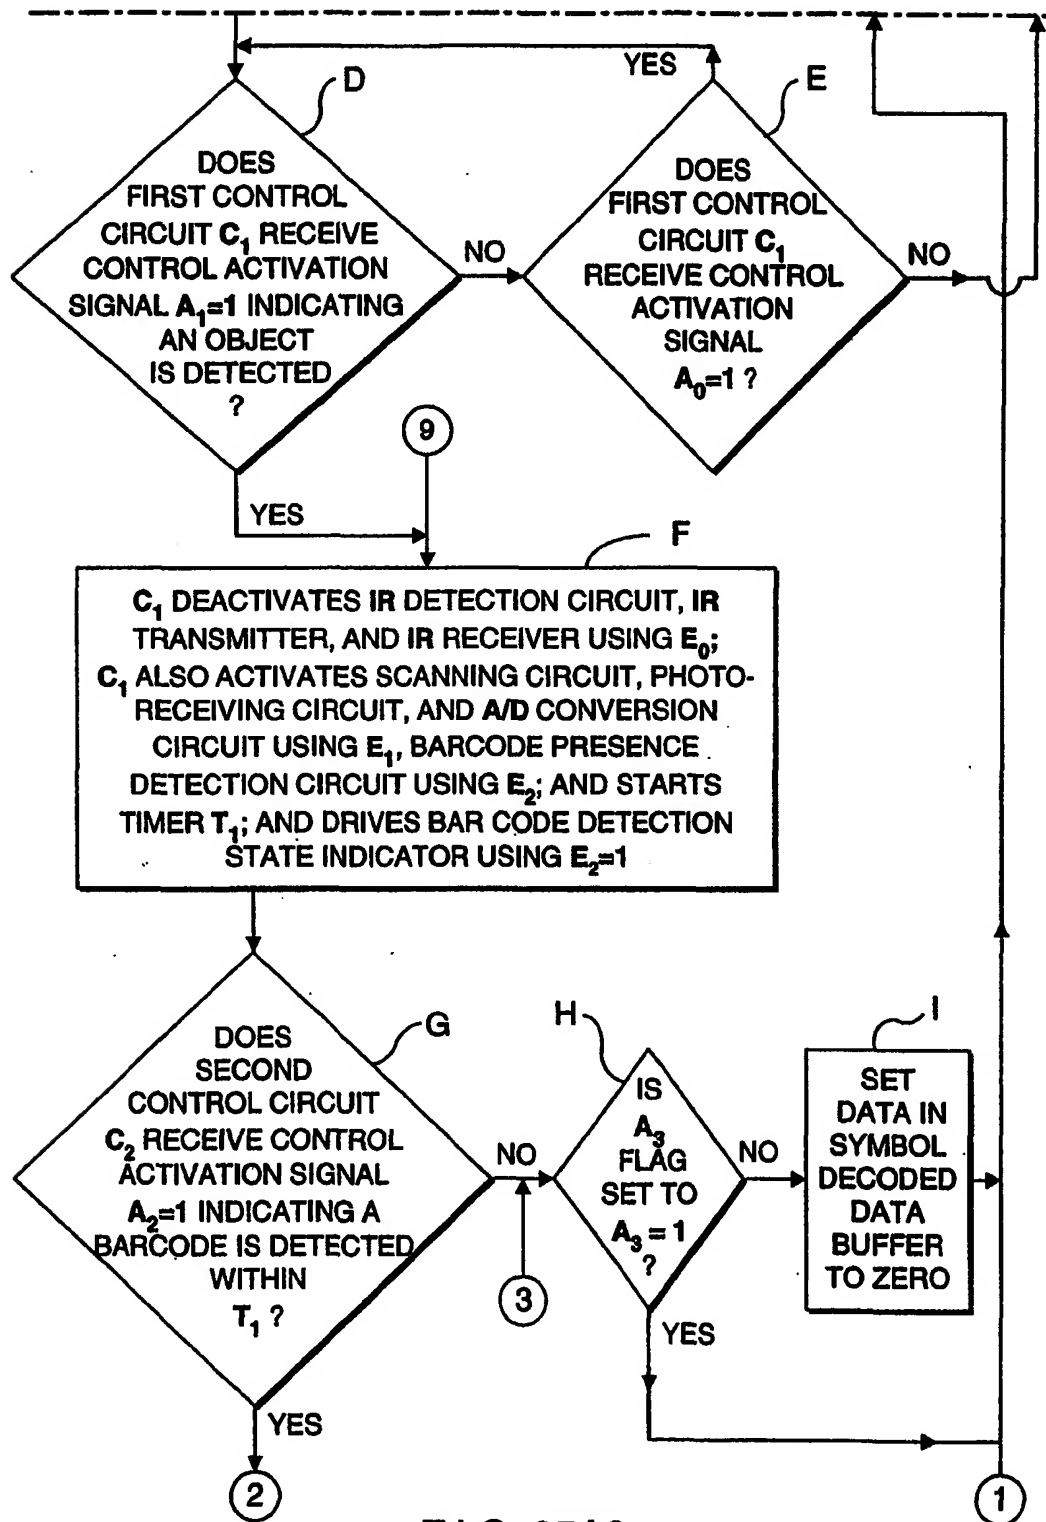 YES
D
E
DOES
FIRST CONTROL
CIRCUIT C₁ RECEIVE
CONTROL ACTIVATION
SIGNAL A₁=1 INDICATING
AN OBJECT
IS DETECTED
?
NO
DOES
FIRST CONTROL
CIRCUIT C₁
RECEIVE CONTROL
ACTIVATION
SIGNAL
A₀=1 ?
NO
9
YES
F
C₁ DEACTIVATES IR DETECTION CIRCUIT, IR
TRANSMITTER, AND IR RECEIVER USING E₀;
C₁ ALSO ACTIVATES SCANNING CIRCUIT, PHOTO-
RECEIVING CIRCUIT, AND A/D CONVERSION
CIRCUIT USING E₁, BARCODE PRESENCE
DETECTION CIRCUIT USING E₂; AND STARTS
TIMER T₁; AND DRIVES BAR CODE DETECTION
STATE INDICATOR USING E₂=1
G
H
I
DOES
SECOND
CONTROL CIRCUIT
C₂ RECEIVE CONTROL
ACTIVATION SIGNAL
A₂=1 INDICATING A
BARCODE IS DETECTED
WITHIN
T₁ ?
NO
3
IS
A₃
FLAG
SET TO
A₃ = 1
?
NO
SET
DATA IN
SYMBOL
DECODED
DATA
BUFFER
TO ZERO
YES
YES
2
1